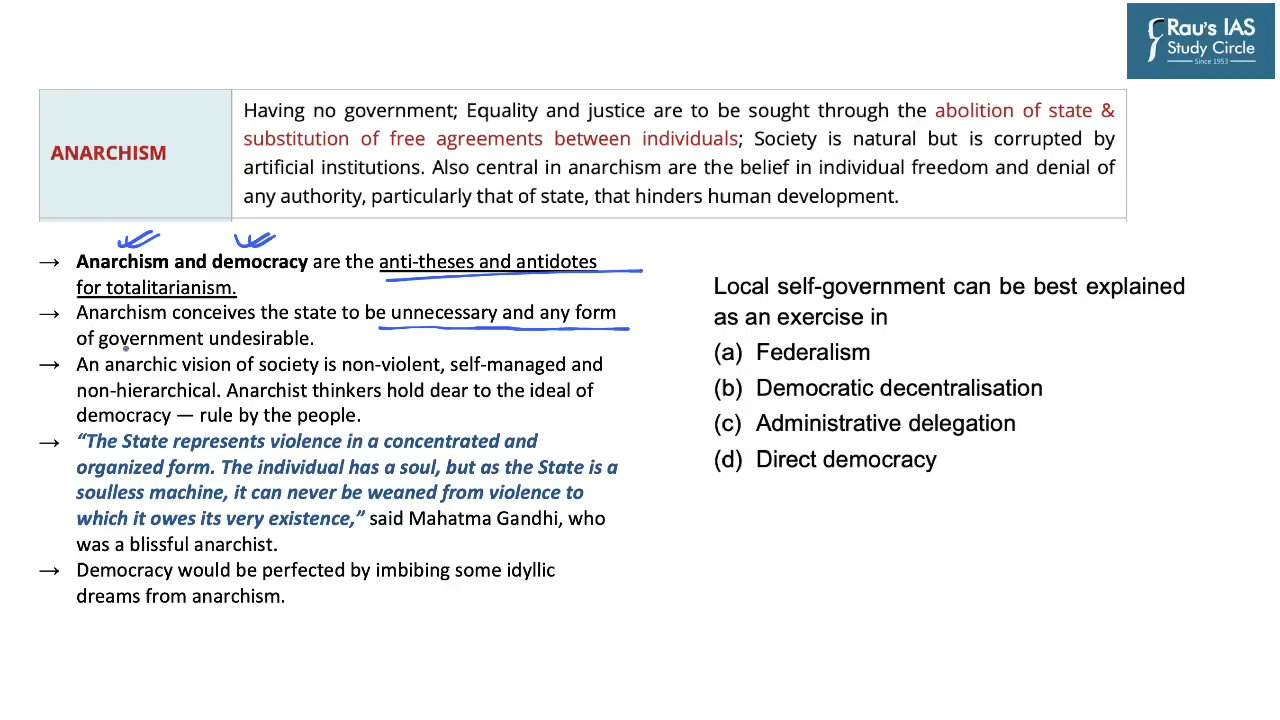 Rau's IAS
Study Circle
Since 1953
ANARCHISM
Having no government; Equality and justice are to be sought through the abolition of state &
substitution of free agreements between individuals; Society is natural but is corrupted by
artificial institutions. Also central in anarchism are the belief in individual freedom and denial of
any authority, particularly that of state, that hinders human development.
→ Anarchism and democracy are the anti-theses and antidotes
for totalitarianism.
→ Anarchism conceives the state to be unnecessary and any form
of government undesirable.
→ An anarchic vision of society is non-violent, self-managed and
non-hierarchical. Anarchist thinkers hold dear to the ideal of
democracy — rule by the people.
→ “The State represents violence in a concentrated and
organized form. The individual has a soul, but as the State is a
soulless machine, it can never be weaned from violence to
which it owes its very existence,” said Mahatma Gandhi, who
was a blissful anarchist.
→ Democracy would be perfected by imbibing some idyllic
dreams from anarchism.
Local self-government can be best explained
as an exercise in
(a) Federalism
(b) Democratic decentralisation
(c) Administrative delegation
(d) Direct democracy